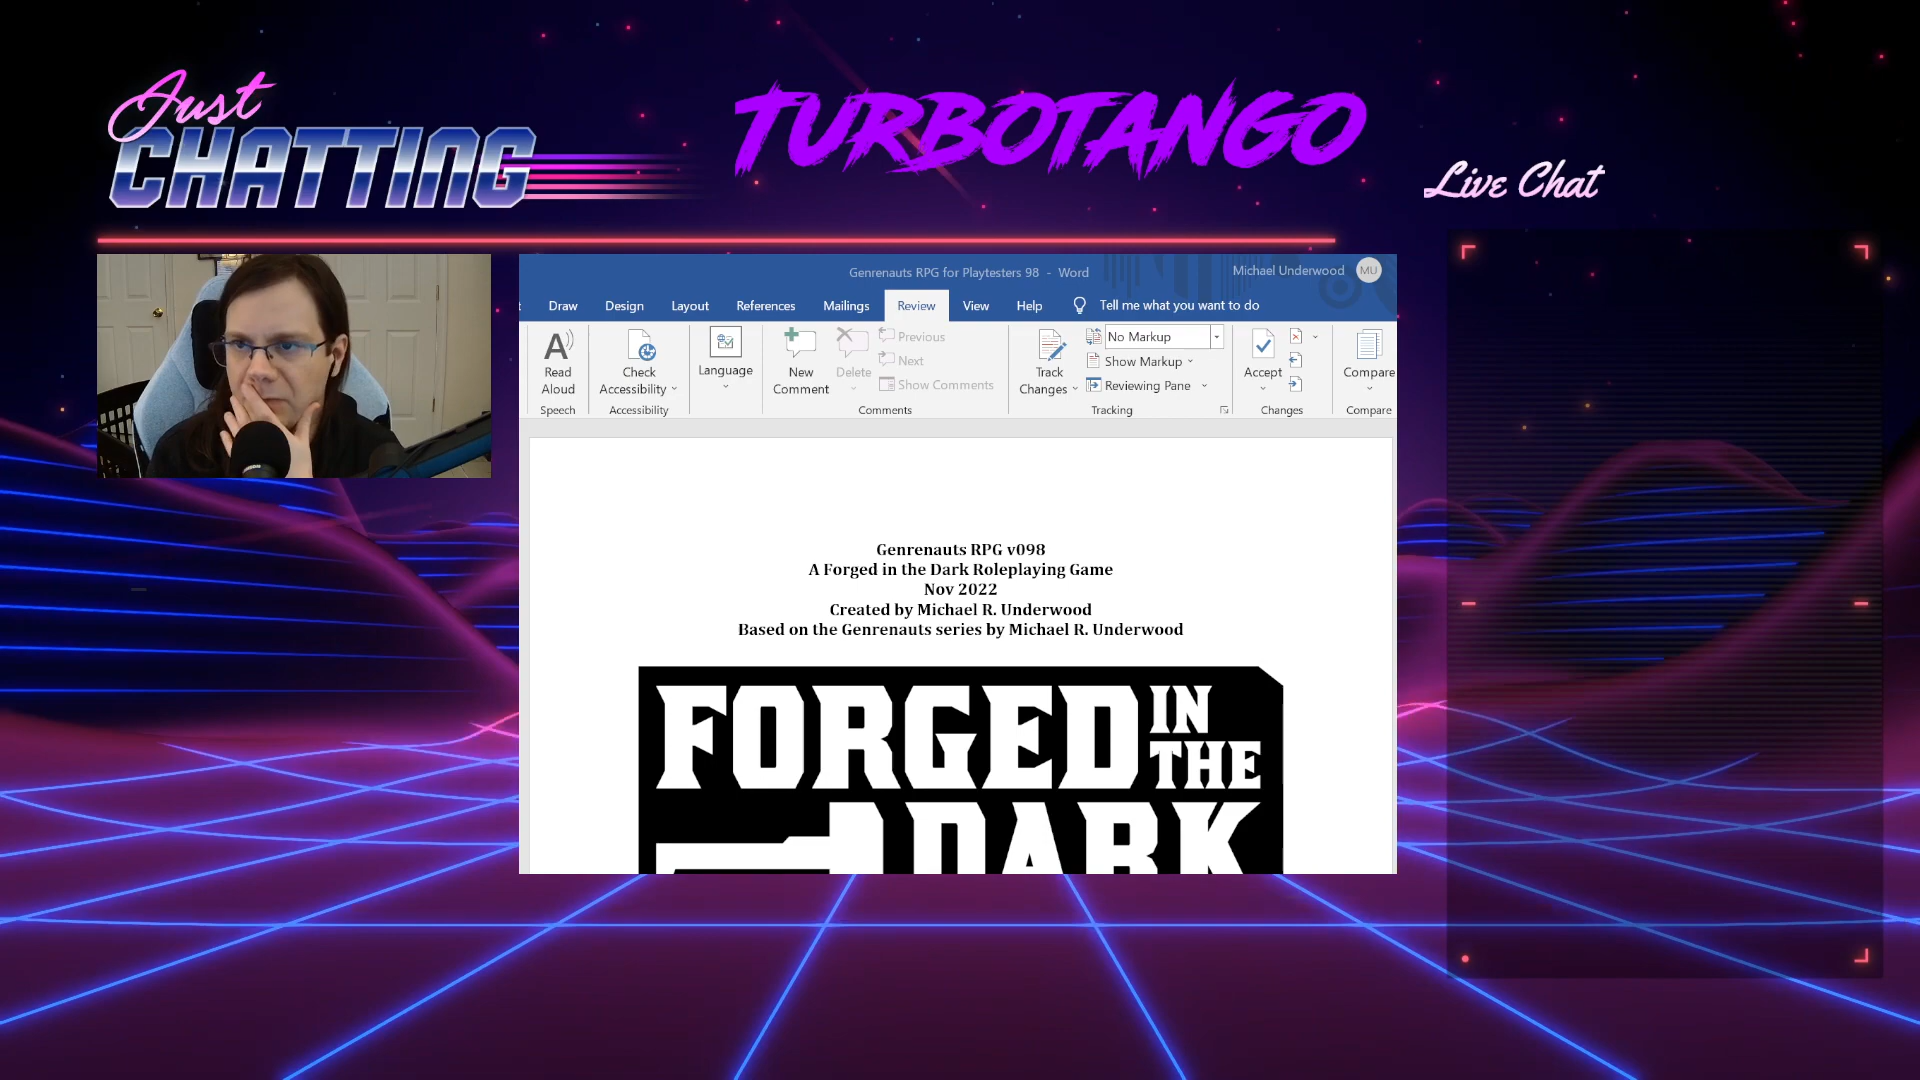 Just
CHATTING
TURBOTANGO
Live Chat
Genrenauts RPG for Playtesters 98 - Word
Michael Underwood
MU
Draw
Design
Layout
References
Mailings
Review
View
Help
Tell me what you want to do
Read
Aloud
Speech
Check
Accessibility
Accessibility
Language
New
Comment
Delete
Previous
Next
Show Comments
Comments
Track
Changes
No Markup
Show Markup
Reviewing Pane
Tracking
Accept
Changes
Compare
Compare
Genrenauts RPG v098
A Forged in the Dark Roleplaying Game
Nov 2022
Created by Michael R. Underwood
Based on the Genrenauts series by Michael R. Underwood
FORGED IN
THE
DARK